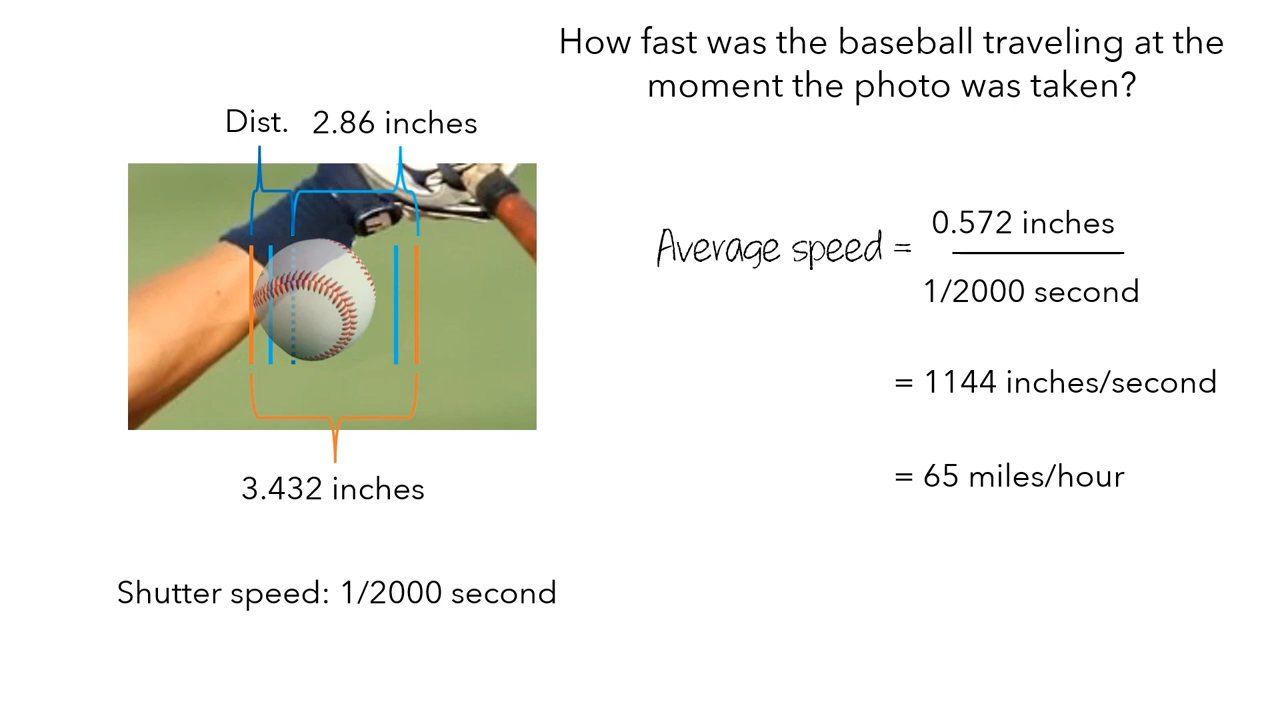 How fast was the baseball traveling at the
moment the photo was taken?
Dist. 2.86 inches
3.432 inches
Shutter speed: 1/2000 second
Average speed = 0.572 inches
1/2000 second
= 1144 inches/second
= 65 miles/hour